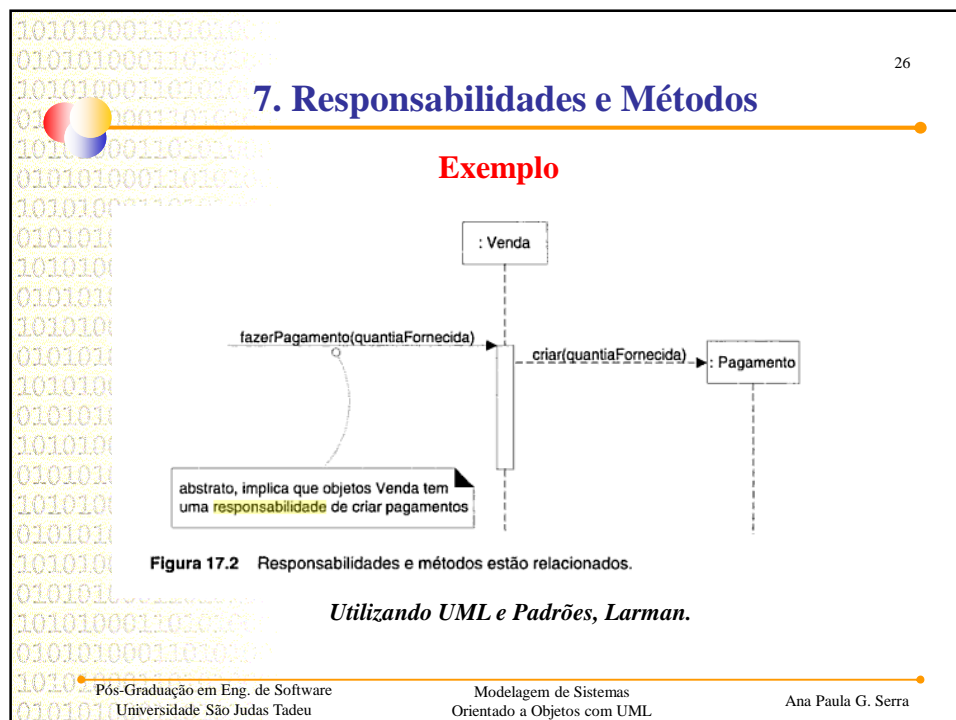 26
7. Responsabilidades e Métodos
Exemplo
: Venda
fazerPagamento(quantiaFornecida)
criar(quantiaFornecida)
: Pagamento
abstrato, implica que objetos Venda tem
uma responsabilidade de criar pagamentos
Figura 17.2 Responsabilidades e métodos estão relacionados.
Utilizando UML e Padrões, Larman.
Pós-Graduação em Eng. de Software
Universidade São Judas Tadeu
Modelagem de Sistemas
Orientado a Objetos com UML
Ana Paula G. Serra